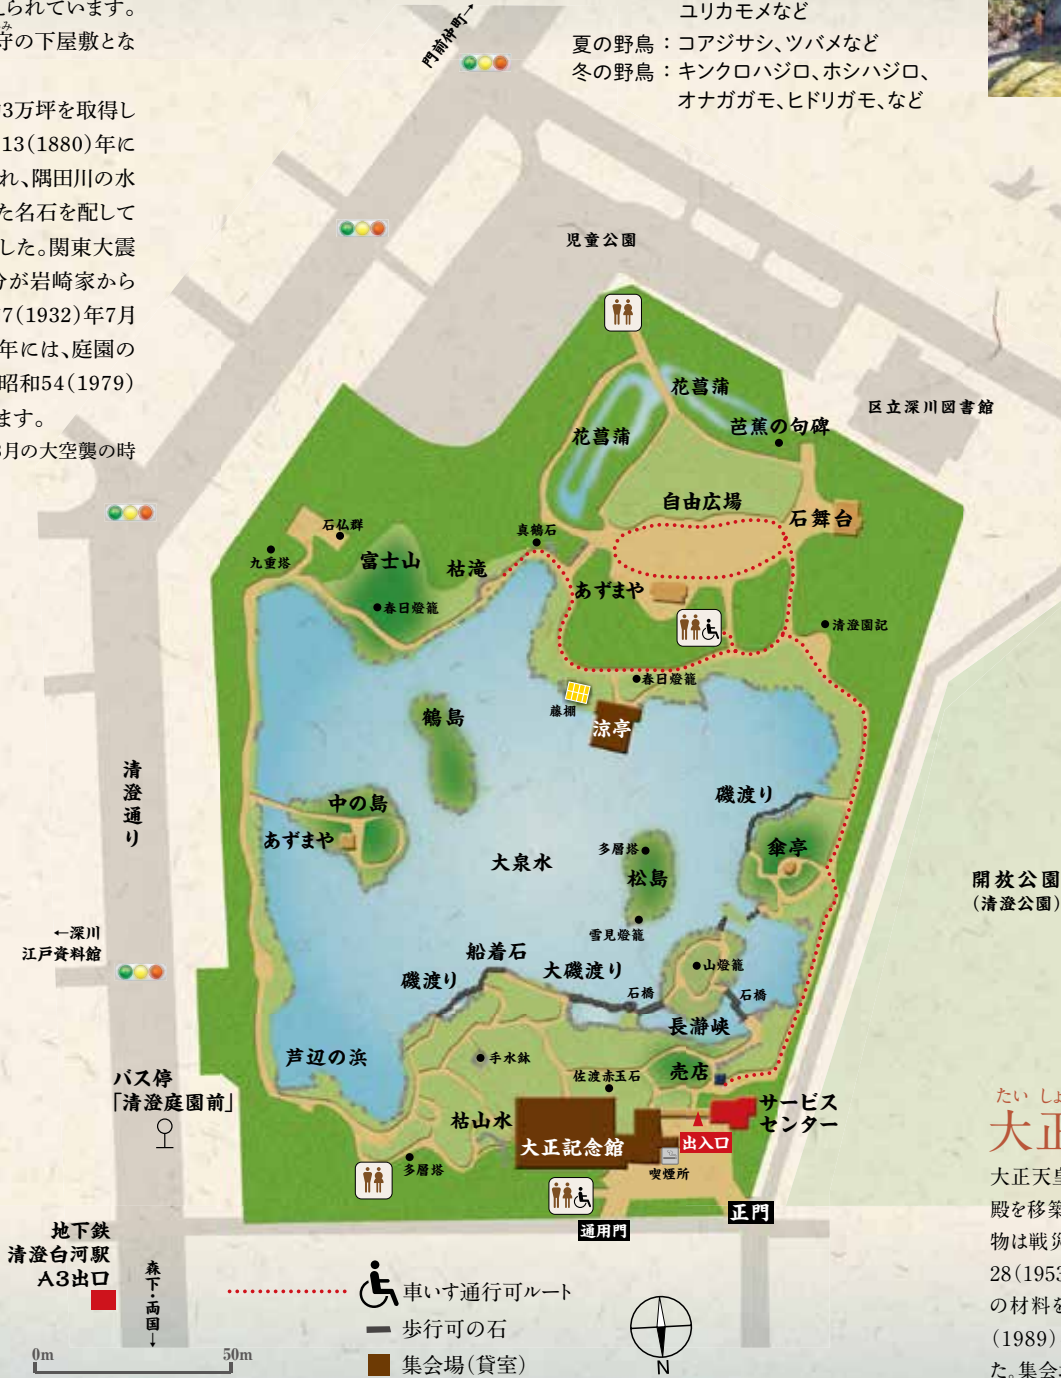 えられています。
守の下屋敷とな
3万坪を取得し
13(1880)年に
れ、隅田川の水
た名石を配して
した。関東大震
分が岩崎家から
7(1932)年7月
年には、庭園の
昭和54(1979)
ます。
月の大空襲の時
ユリカモメなど
夏の野鳥：コアジサシ、ツバメなど
冬の野鳥：キンクロハジロ、ホシハジロ、
オナガガモ、ヒドリガモ、など
門前仲町→
児童公園
区立深川図書館
花菖蒲
花菖蒲
芭蕉の句碑
自由広場
石舞台
石仏群
真鶴石
九重塔
富士山
枯滝
あずまや
春日燈籠
清澄園記
春日燈籠
藤棚
涼亭
鶴島
清澄通り
磯渡り
中の島
あずまや
大泉水
多層塔
松島
傘亭
開放公園
(清澄公園)
←深川
江戸資料館
雪見燈籠
船着石
磯渡り
大磯渡り
山燈籠
石橋
石橋
長瀞峡
芦辺の浜
手水鉢
佐渡赤玉石
売店
バス停
「清澄庭園前」
サービス
センター
枯山水
大正記念館
出入口
喫煙所
多層塔
正門
通用門
地下鉄
清澄白河駅
A3出口
森下・両国→
車いす通行可ルート
歩行可の石
集会場(貸室)
0m
50m
N
たい しょ
大正
大正天皇
殿を移築
物は戦災
28(1953
の材料を
(1989)
た。集会場